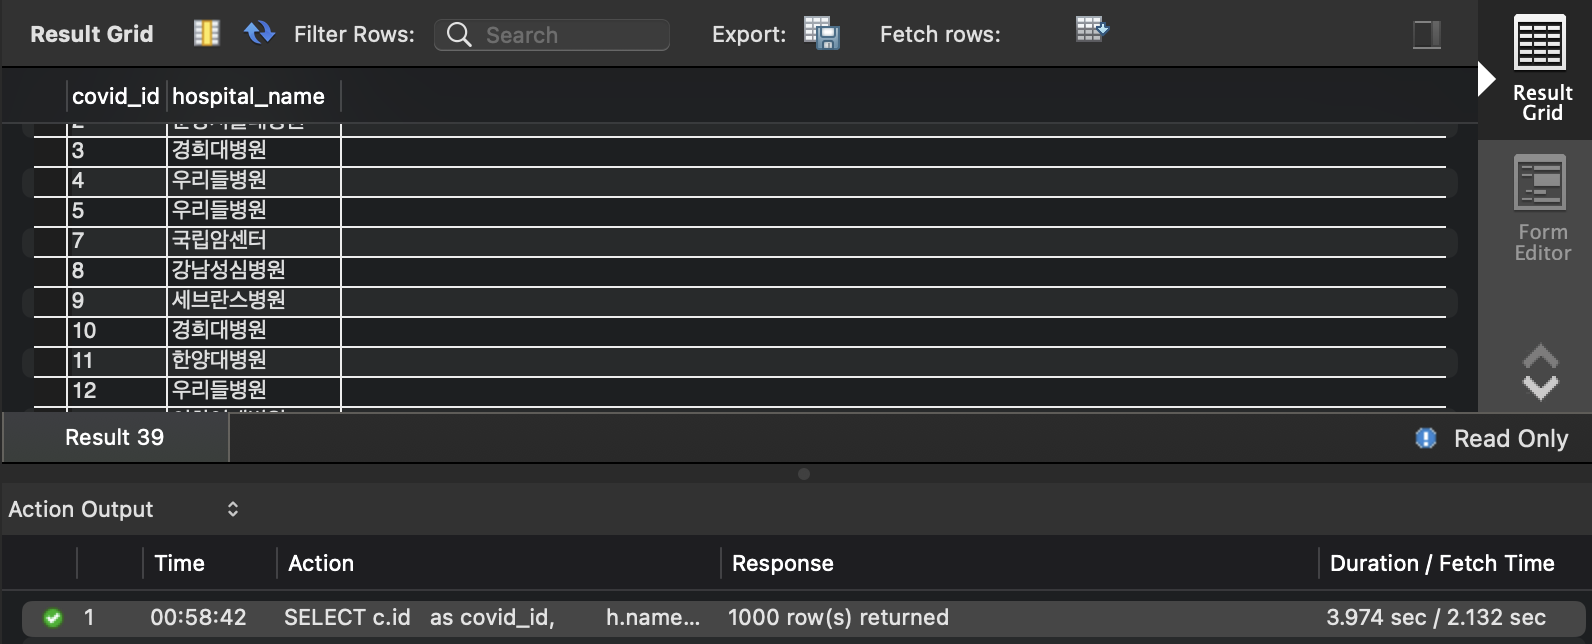 Result Grid Filter Rows: Search Export: Fetch rows:
Result
Grid
Form
Editor
covid_id hospital_name
3 경희대병원
4 우리들병원
5 우리들병원
7 국립암센터
8 강남성심병원
9 세브란스병원
10 경희대병원
11 한양대병원
12 우리들병원
Result 39 Read Only
Action Output
Time Action Response Duration / Fetch Time
1 00:58:42 SELECT c.id as covid_id, h.name... 1000 row(s) returned 3.974 sec / 2.132 sec